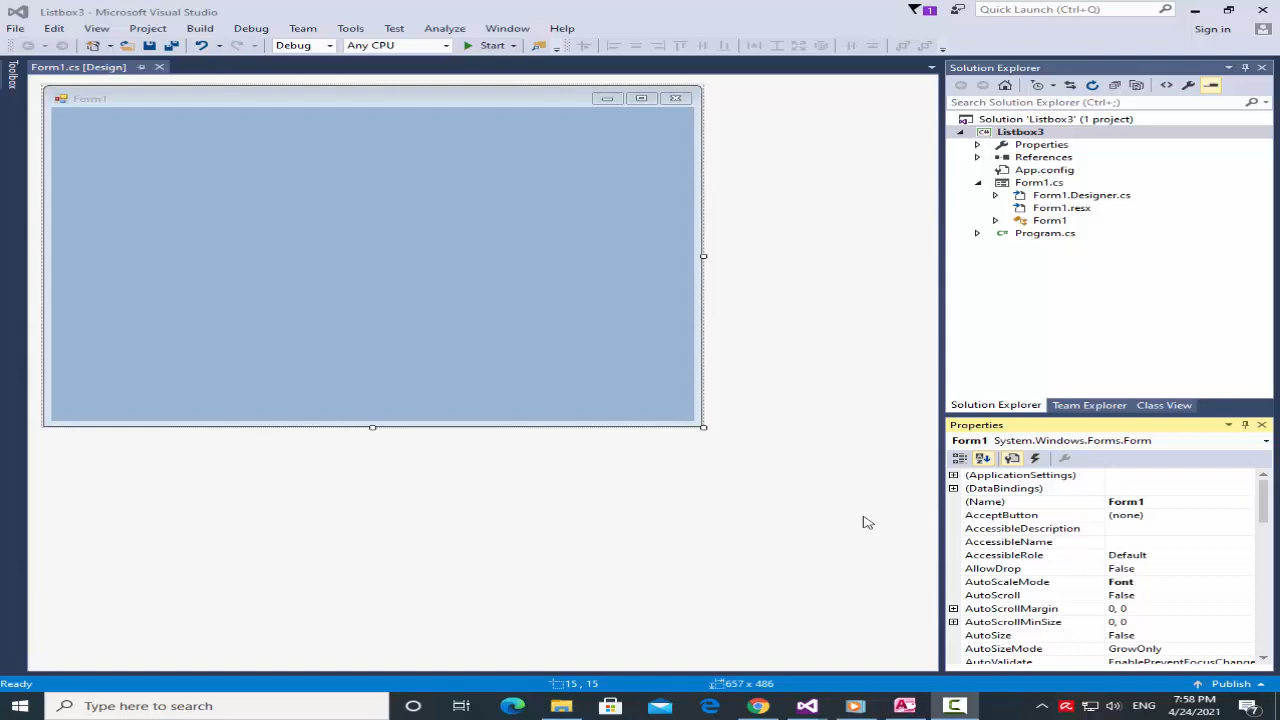 Listbox3 - Microsoft Visual Studio
1
Quick Launch (Ctrl+Q)
File Edit View Project Build Debug Team Tools Test Analyze Window Help
Sign in
Debug Any CPU Start
Toolbox
Form1.cs [Design]
Form1
Solution Explorer
Search Solution Explorer (Ctrl+;)
Solution 'Listbox3' (1 project)
C# Listbox3
Properties
References
App.config
Form1.cs
Form1.Designer.cs
Form1.resx
Form1
C# Program.cs
Solution Explorer Team Explorer Class View
Properties
Form1 System.Windows.Forms.Form
(ApplicationSettings)
(DataBindings)
(Name) Form1
AcceptButton (none)
AccessibleDescription
AccessibleName
AccessibleRole Default
AllowDrop False
AutoScaleMode Font
AutoScroll False
AutoScrollMargin 0, 0
AutoScrollMinSize 0, 0
AutoSize False
AutoSizeMode GrowOnly
AutoValidate EnablePreventFocusChange
Ready 15 , 15 657 x 486 Publish
Type here to search
ENG
7:58 PM
4/24/2021
7